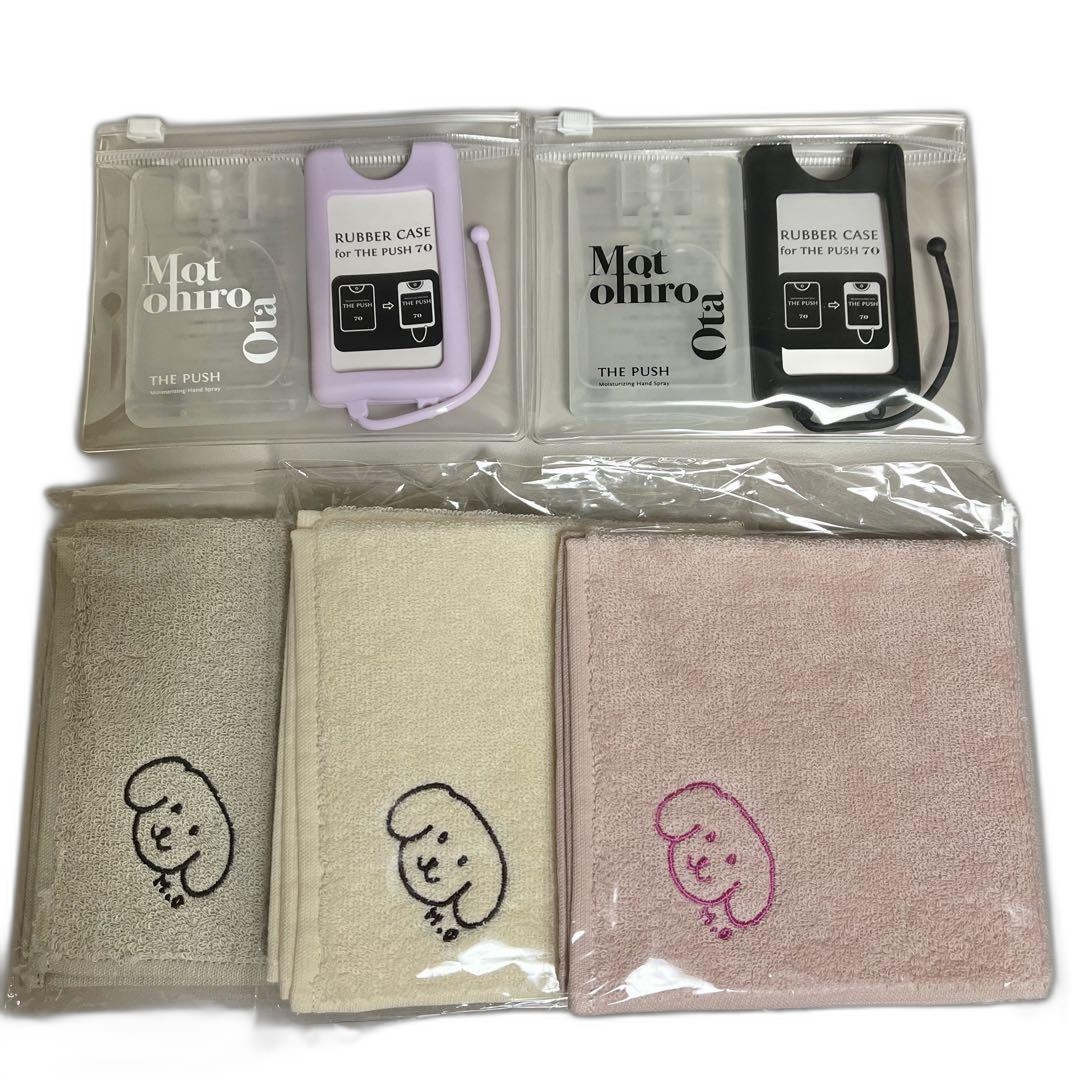 Mot
ohiro
Ota
THE PUSH
Moisturizing Hand Spray
RUBBER CASE
for THE PUSH 70
THE PUSH
70
THE PUSH
70
Mot
ohiro
Ota
THE PUSH
Moisturizing Hand Spray
RUBBER CASE
for THE PUSH 70
THE PUSH
70
THE PUSH
70
H.O
H.O
H.O